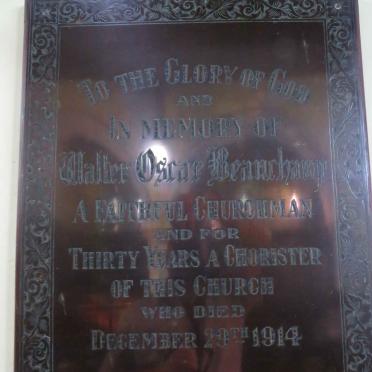 To the Glory of God
and
In memory of
Walter Oscar Beauchamp
A Faithful Churchman
and for
Thirty Years a Chorister
of this Church
who died
December 29th 1914